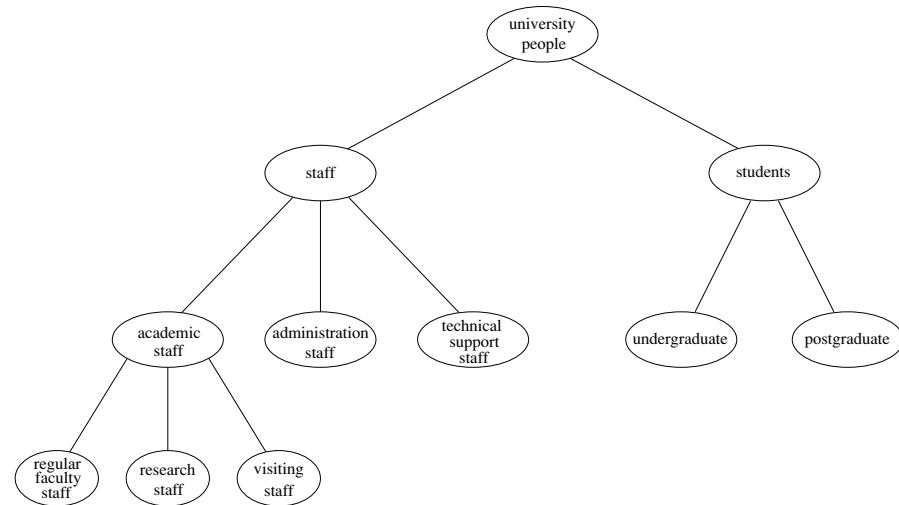 university
people
staff
students
academic
staff
administration
staff
technical
support
staff
undergraduate
postgraduate
regular
faculty
staff
research
staff
visiting
staff